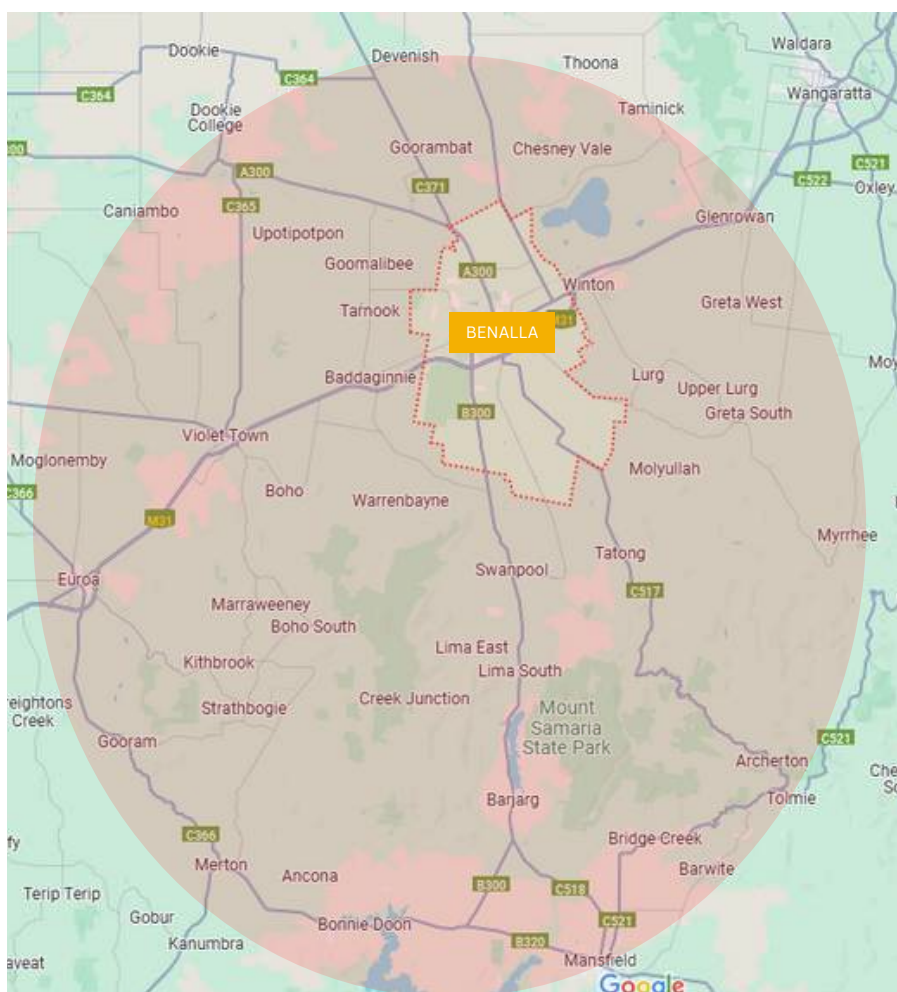 Waldara
Dookie
Devenish
Thoona
C364
C364
Wangaratta
Dookie
College
Taminick
Goorambat
Chesney Vale
C521
A300
C371
C522
Oxley
Caniambo
C365
Glenrowan
Upotipotpon
Goomalibee
A300
Winton
Tarnook
Greta West
M31
BENALLA
Baddaginnie
Lurg
Upper Lurg
B300
Greta South
Violet Town
Moglonemby
Molyullah
C366
Boho
Warrenbayne
M31
Myrrhee
Tatong
Swanpool
Euroa
C517
Marraweeney
Boho South
Lima East
Kithbrook
Lima South
Creek Junction
Strathbogie
Mount
Samaria
State Park
reightons
Creek
Gooram
C521
Archerton
Tolmie
Barjarg
C366
Bridge Creek
Merton
Barwite
Ancona
B300
C518
Terip Terip
Gobur
Bonnie Doon
C521
Kanumbra
B320
Mansfield
Google